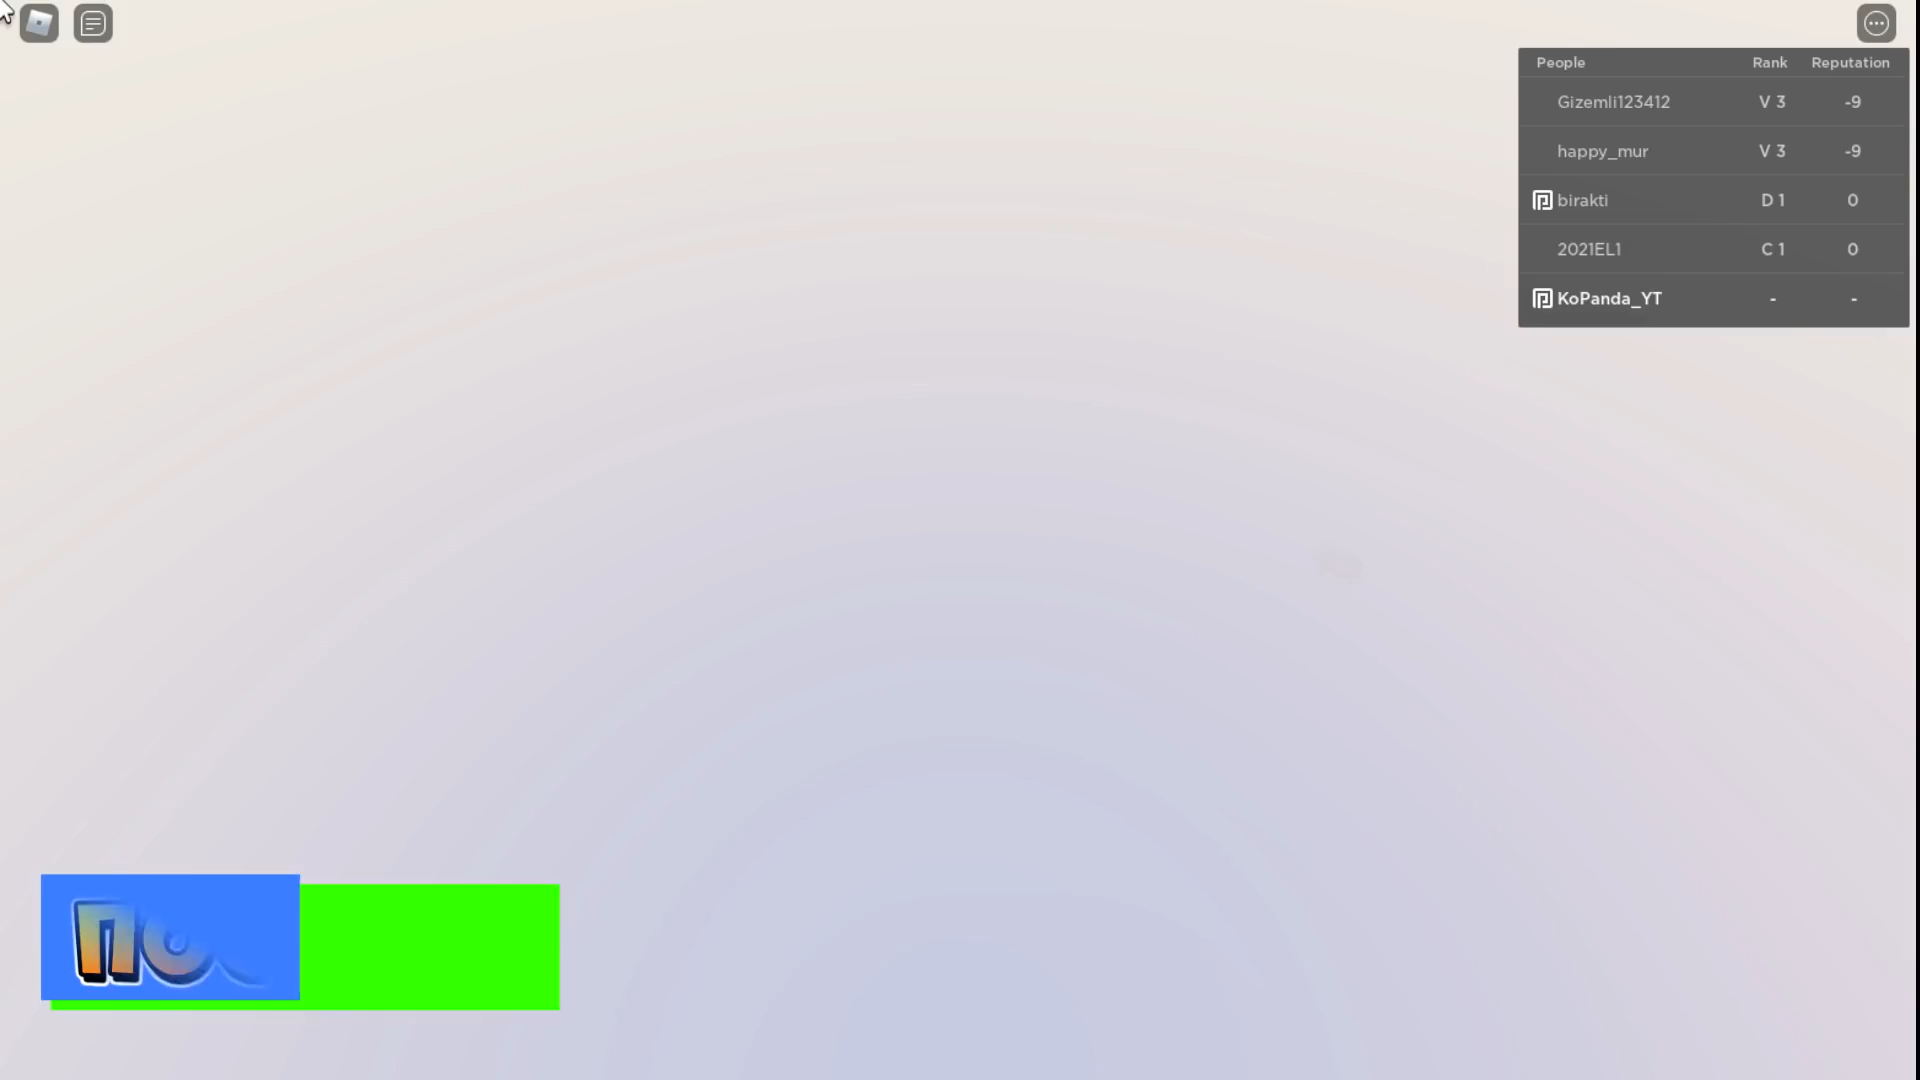 People Rank Reputation
Gizemli123412 V 3 -9
happy_mur V 3 -9
birakti D 1 0
2021EL1 C 1 0
KoPanda_YT - -